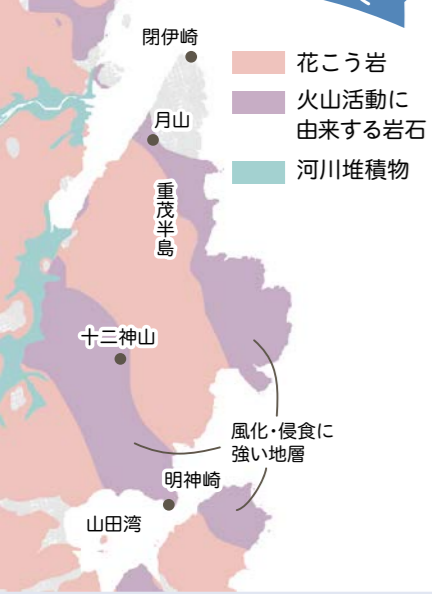 閉伊崎
花こう岩
火山活動に
由来する岩石
月山
河川堆積物
重茂半島
十三神山
風化・侵食に
強い地層
明神崎
山田湾